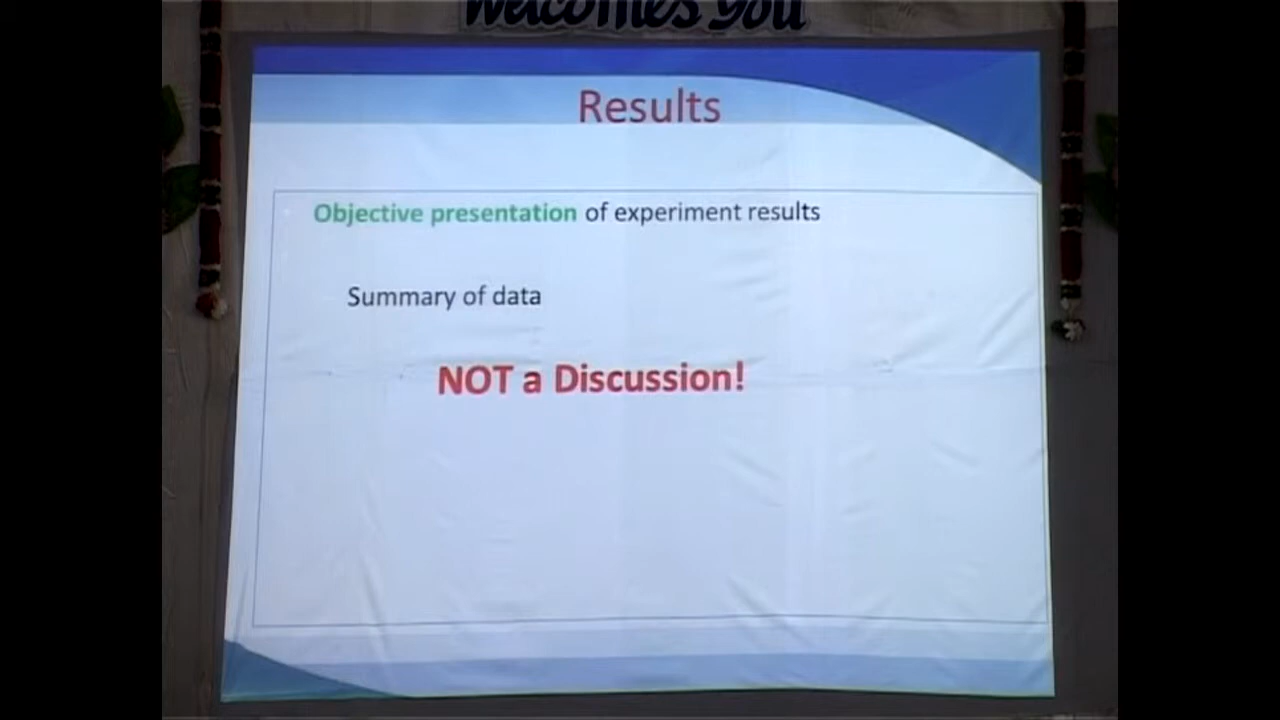 welcomes you
Results
Objective presentation of experiment results
Summary of data
NOT a Discussion!